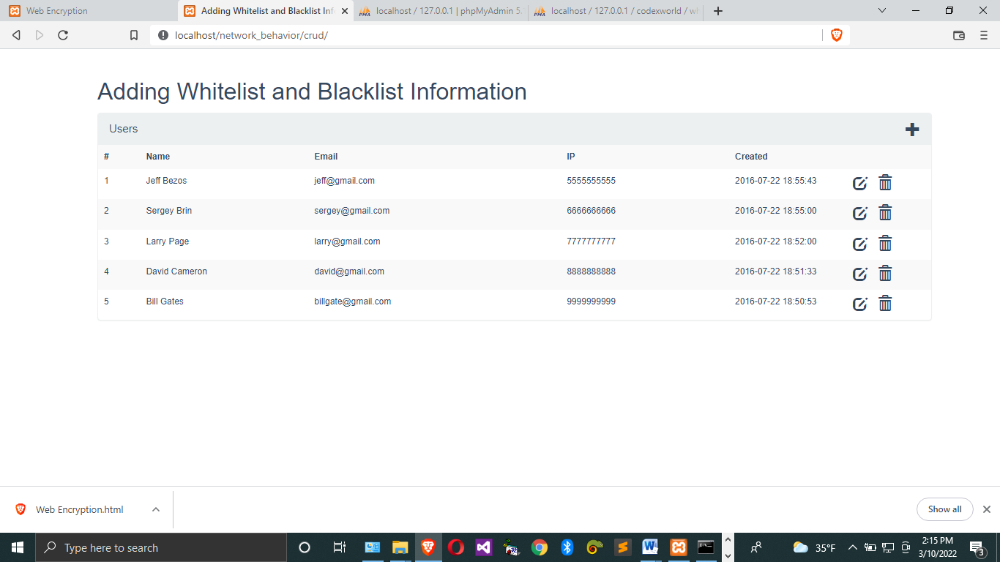 Web Encryption
Adding Whitelist and Blacklist Inf
localhost / 127.0.0.1 | phpMyAdmin 5.
localhost / 127.0.0.1 / codexworld / wh
localhost/network_behavior/crud/
Adding Whitelist and Blacklist Information
Users
# Name Email IP Created
1 Jeff Bezos jeff@gmail.com 5555555555 2016-07-22 18:55:43
2 Sergey Brin sergey@gmail.com 6666666666 2016-07-22 18:55:00
3 Larry Page larry@gmail.com 7777777777 2016-07-22 18:52:00
4 David Cameron david@gmail.com 8888888888 2016-07-22 18:51:33
5 Bill Gates billgate@gmail.com 9999999999 2016-07-22 18:50:53
Web Encryption.html
Show all
Type here to search
35°F
2:15 PM
3/10/2022
3